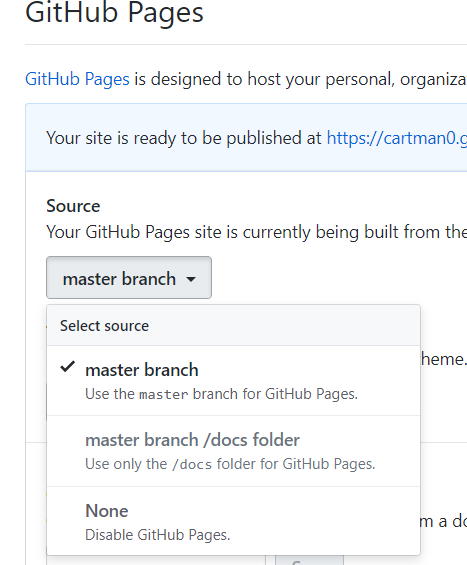 GitHub Pages
GitHub Pages is designed to host your personal,
Your site is ready to be published at https://cartman0.g
Source
Your GitHub Pages site is currently being built from the
master branch
Select source
master branch
Use the master branch for GitHub Pages.
heme.
master branch /docs folder
Use only the /docs folder for GitHub Pages.
None
m a do
Disable GitHub Pages.